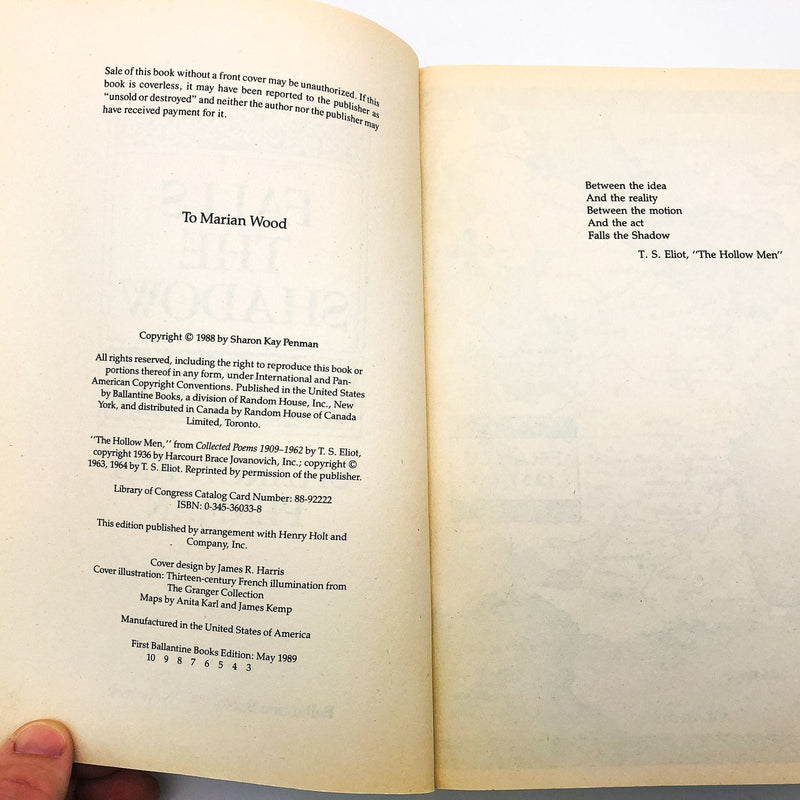 Sale of this book without a front cover may be unauthorized. If this
book is coverless, it may have been reported to the publisher as
"unsold or destroyed" and neither the author nor the publisher may
have received payment for it.
To Marian Wood
Copyright © 1988 by Sharon Kay Penman
All rights reserved, including the right to reproduce this book or
portions thereof in any form, under International and Pan-
American Copyright Conventions. Published in the United States
by Ballantine Books, a division of Random House, Inc., New
York, and distributed in Canada by Random House of Canada
Limited, Toronto.
"The Hollow Men," from Collected Poems 1909–1962 by T. S. Eliot,
copyright 1936 by Harcourt Brace Jovanovich, Inc.; copyright ©
1963, 1964 by T. S. Eliot. Reprinted by permission of the publisher.
Library of Congress Catalog Card Number: 88-92222
ISBN: 0-345-36033-8
This edition published by arrangement with Henry Holt and
Company, Inc.
Cover design by James R. Harris
Cover illustration: Thirteen-century French illumination from
The Granger Collection
Maps by Anita Karl and James Kemp
Manufactured in the United States of America
First Ballantine Books Edition: May 1989
10 9 8 7 6 5 4 3
Between the idea
And the reality
Between the motion
And the act
Falls the Shadow
T. S. Eliot, "The Hollow Men"